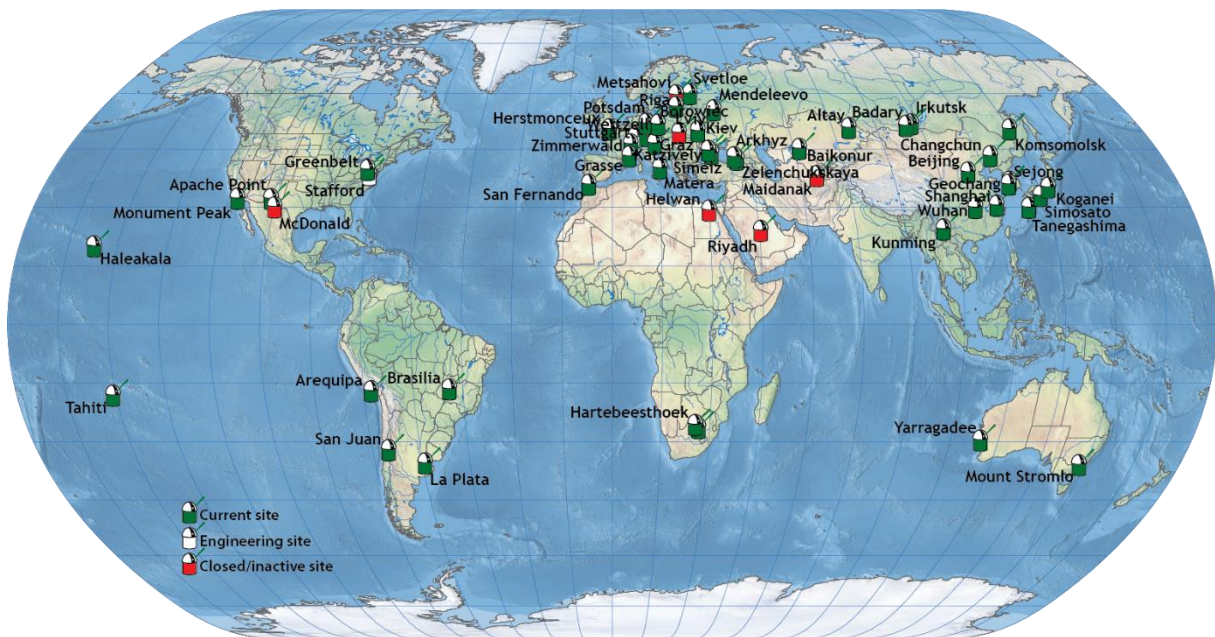 Metsahovi
Svetloe
Riga
Mendeleevo
Potsdam
Borowiec
Herstmonceux
Wettzell
Lviv
Kiev
Stuttgart
Graz
Zimmerwald
Katzively
Simeiz
Arkhyz
Grasse
Matera
Zelenchukskaya
San Fernando
Altay
Badary
Irkutsk
Baikonur
Maidanak
Changchun
Komsomolsk
Beijing
Sejong
Geochang
Shanghai
Koganei
Wuhan
Simosato
Tanegashima
Kunming
Helwan
Riyadh
Greenbelt
Stafford
Apache Point
Monument Peak
McDonald
Haleakala
Tahiti
Arequipa
Brasilia
San Juan
La Plata
Hartebeesthoek
Yarragadee
Mount Stromlo
Current site
Engineering site
Closed/inactive site